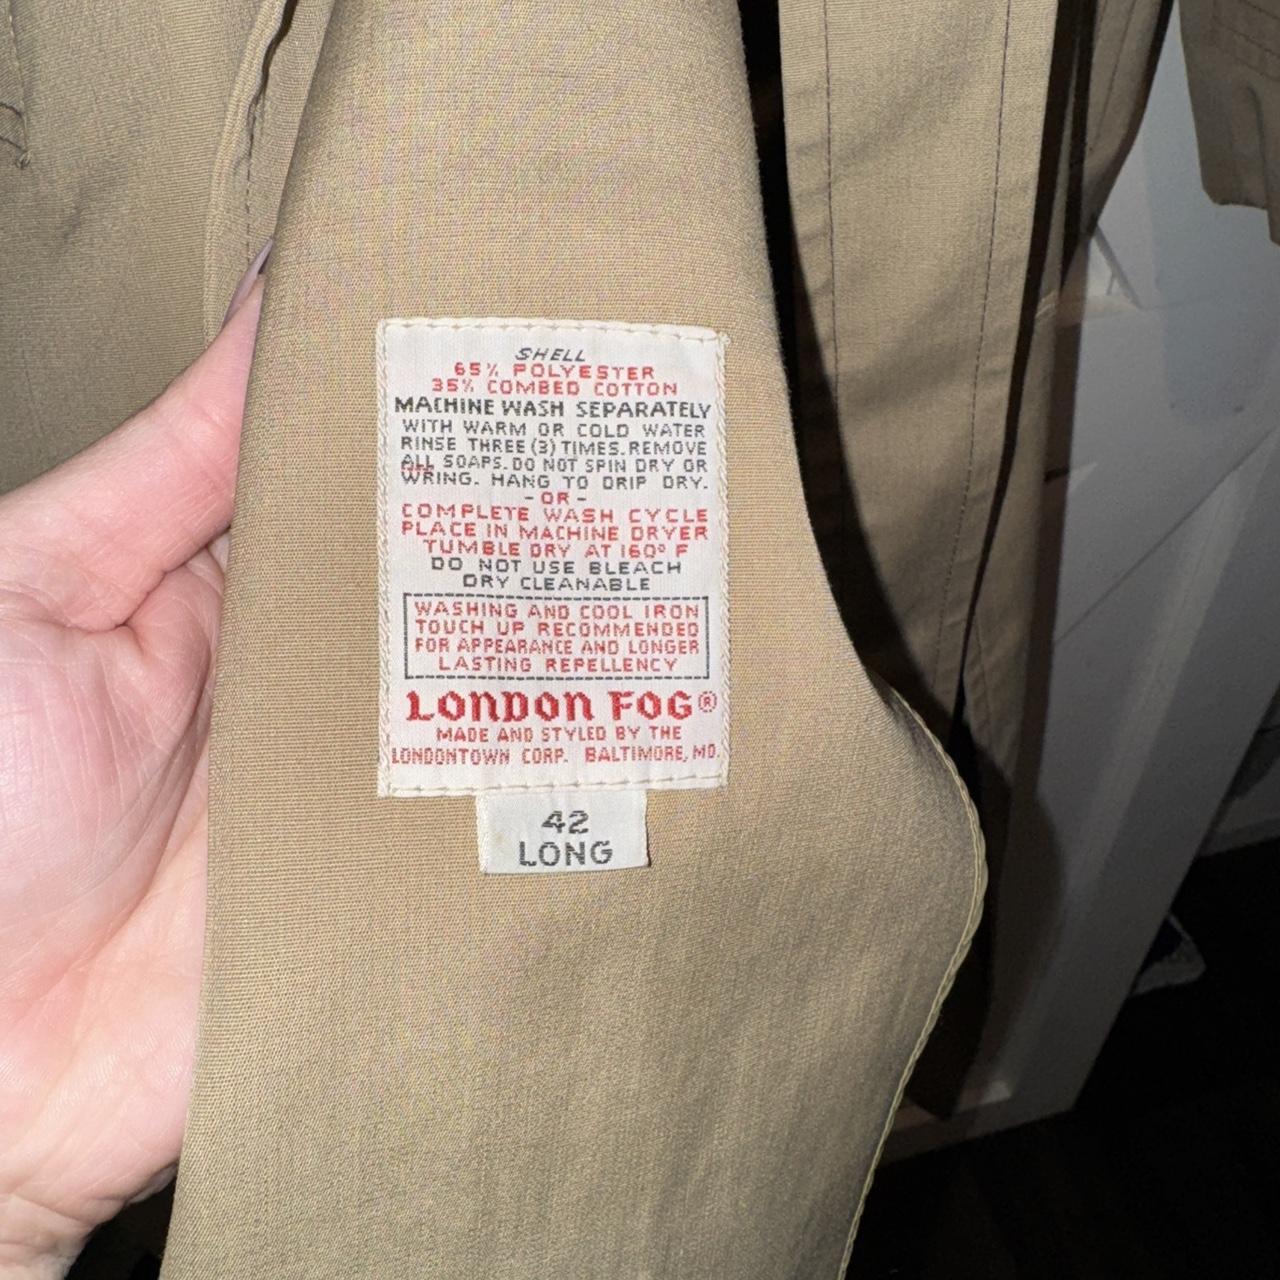 SHELL
65% POLYESTER
35% COMBED COTTON
MACHINE WASH SEPARATELY
WITH WARM OR COLD WATER
RINSE THREE (3) TIMES. REMOVE
ALL SOAPS. DO NOT SPIN DRY OR
WRING. HANG TO DRIP DRY.
- OR -
COMPLETE WASH CYCLE
PLACE IN MACHINE DRYER
TUMBLE DRY AT 160° F
DO NOT USE BLEACH
DRY CLEANABLE
WASHING AND COOL IRON
TOUCH UP RECOMMENDED
FOR APPEARANCE AND LONGER
LASTING REPELLENCY
LONDON FOG®
MADE AND STYLED BY THE
LONDONTOWN CORP. BALTIMORE, MD.
42
LONG